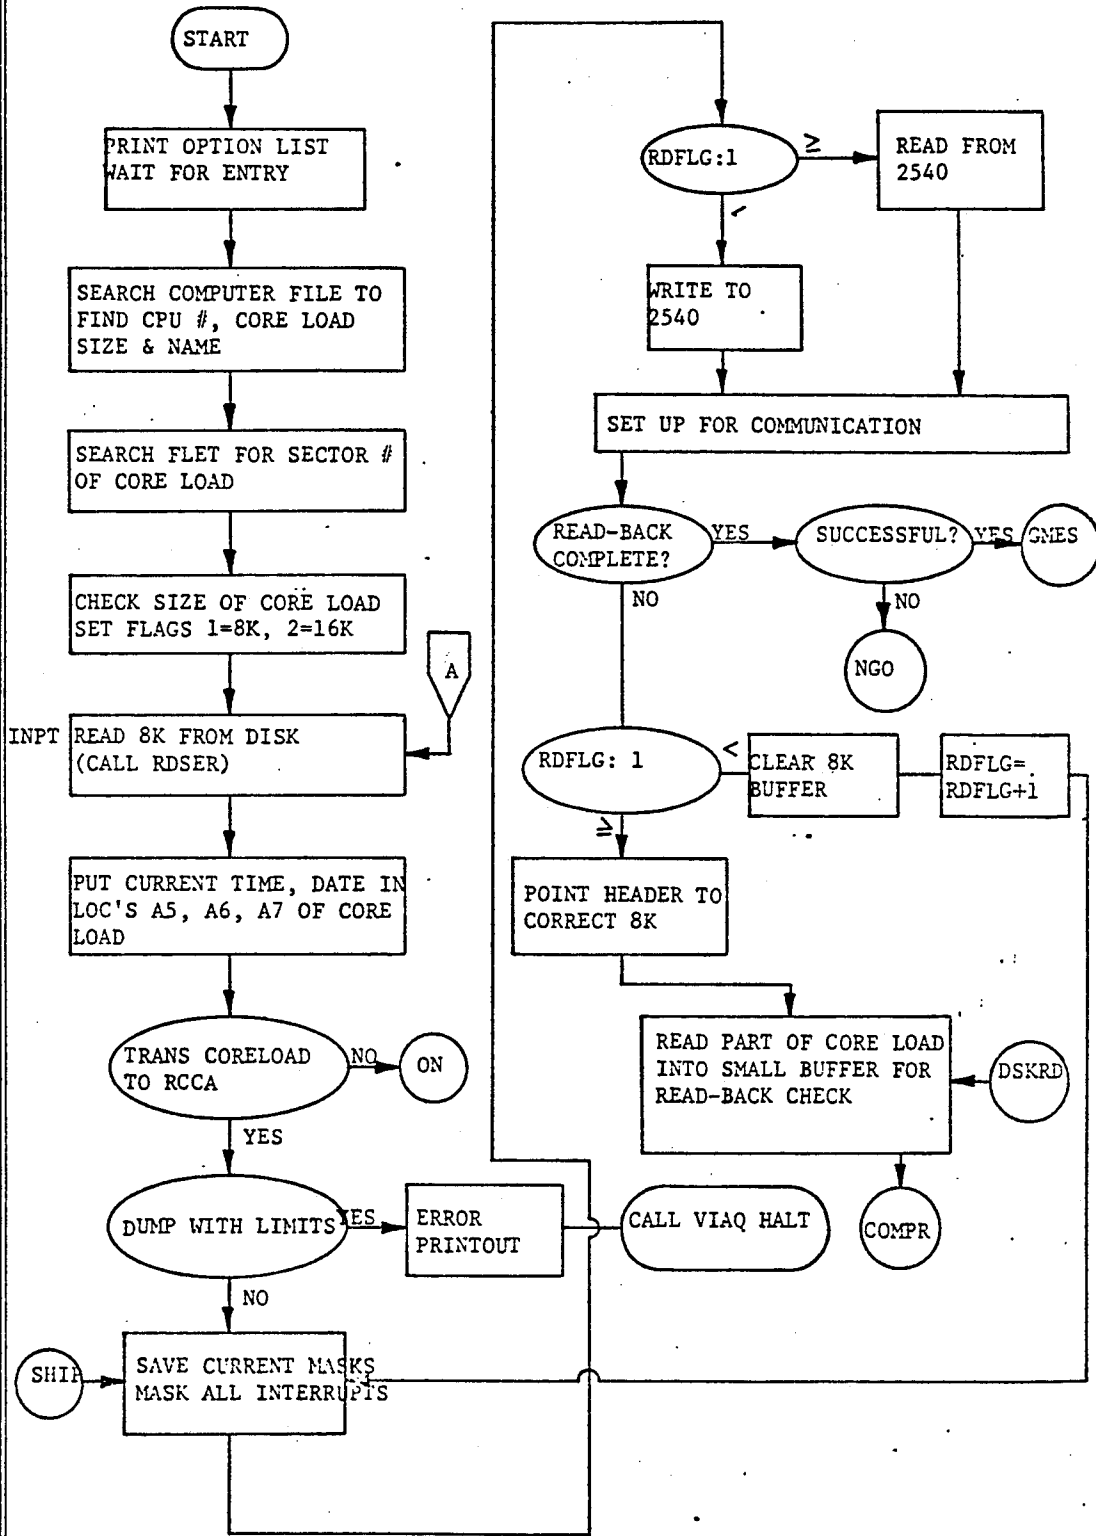 START
PRINT OPTION LIST
WAIT FOR ENTRY
SEARCH COMPUTER FILE TO
FIND CPU #, CORE LOAD
SIZE & NAME
SEARCH FLET FOR SECTOR #
OF CORE LOAD
CHECK SIZE OF CORE LOAD
SET FLAGS 1=8K, 2=16K
A
INPT
READ 8K FROM DISK
(CALL RDSER)
PUT CURRENT TIME, DATE IN
LOC'S A5, A6, A7 OF CORE
LOAD
TRANS CORELOAD
TO RCCA
NO
ON
YES
DUMP WITH LIMITS
YES
ERROR
PRINTOUT
CALL VIAQ HALT
NO
SHIP
SAVE CURRENT MASKS
MASK ALL INTERRUPTS
RDFLG:1
≥
READ FROM
2540
<
WRITE TO
2540
SET UP FOR COMMUNICATION
READ-BACK
COMPLETE?
YES
SUCCESSFUL?
YES
GMES
NO
NGO
NO
RDFLG: 1
<
CLEAR 8K
BUFFER
RDFLG=
RDFLG+1
≥
POINT HEADER TO
CORRECT 8K
READ PART OF CORE LOAD
INTO SMALL BUFFER FOR
READ-BACK CHECK
DSKRD
COMPR